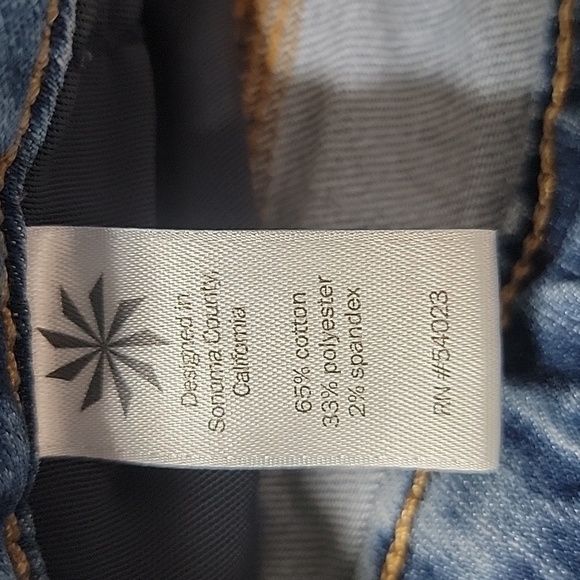 Designed in
Sonoma County,
California
65% cotton
33% polyester
2% spandex
RN #54023